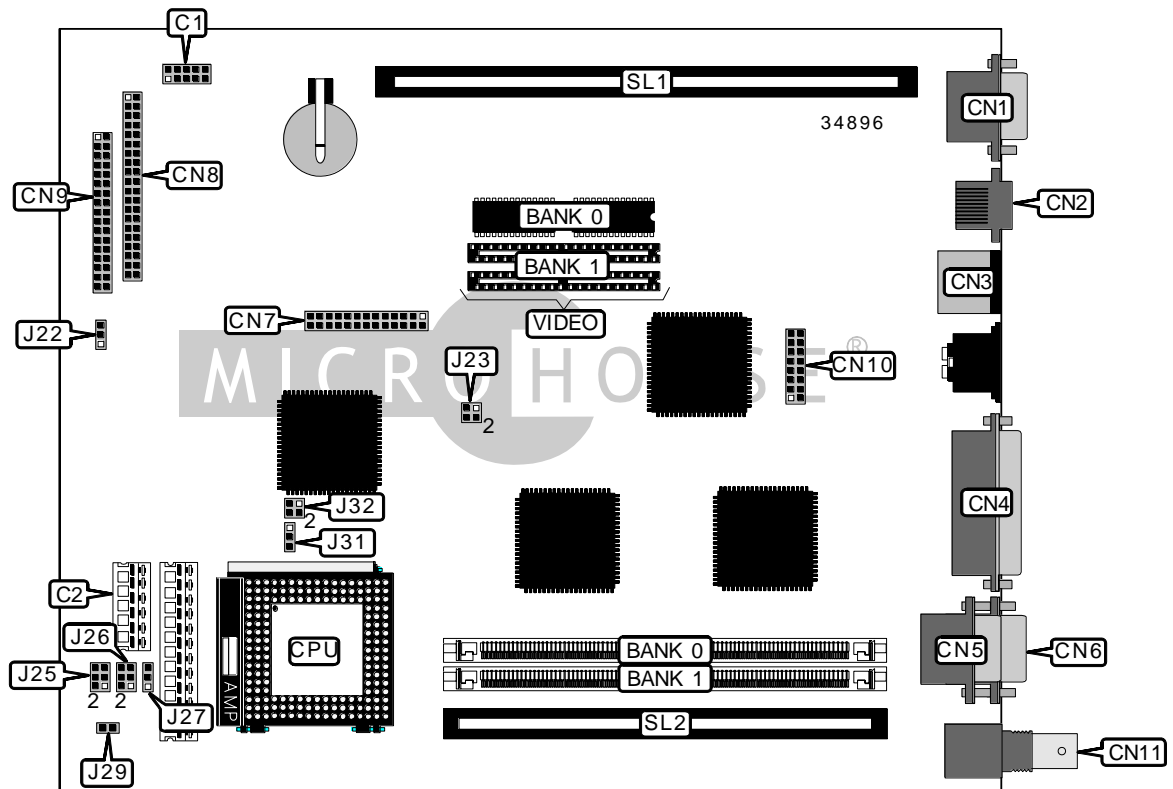 C1
SL1
CN1
34896
CN8
CN9
CN2
BANK 0
BANK 1
CN3
VIDEO
CN7
J22
J23
2
CN10
MICROHOUSE®
J32
2
J31
CN4
C2
J26
CPU
BANK 0
CN5
CN6
J25
BANK 1
2
2
AMP
J27
SL2
CN11
J29